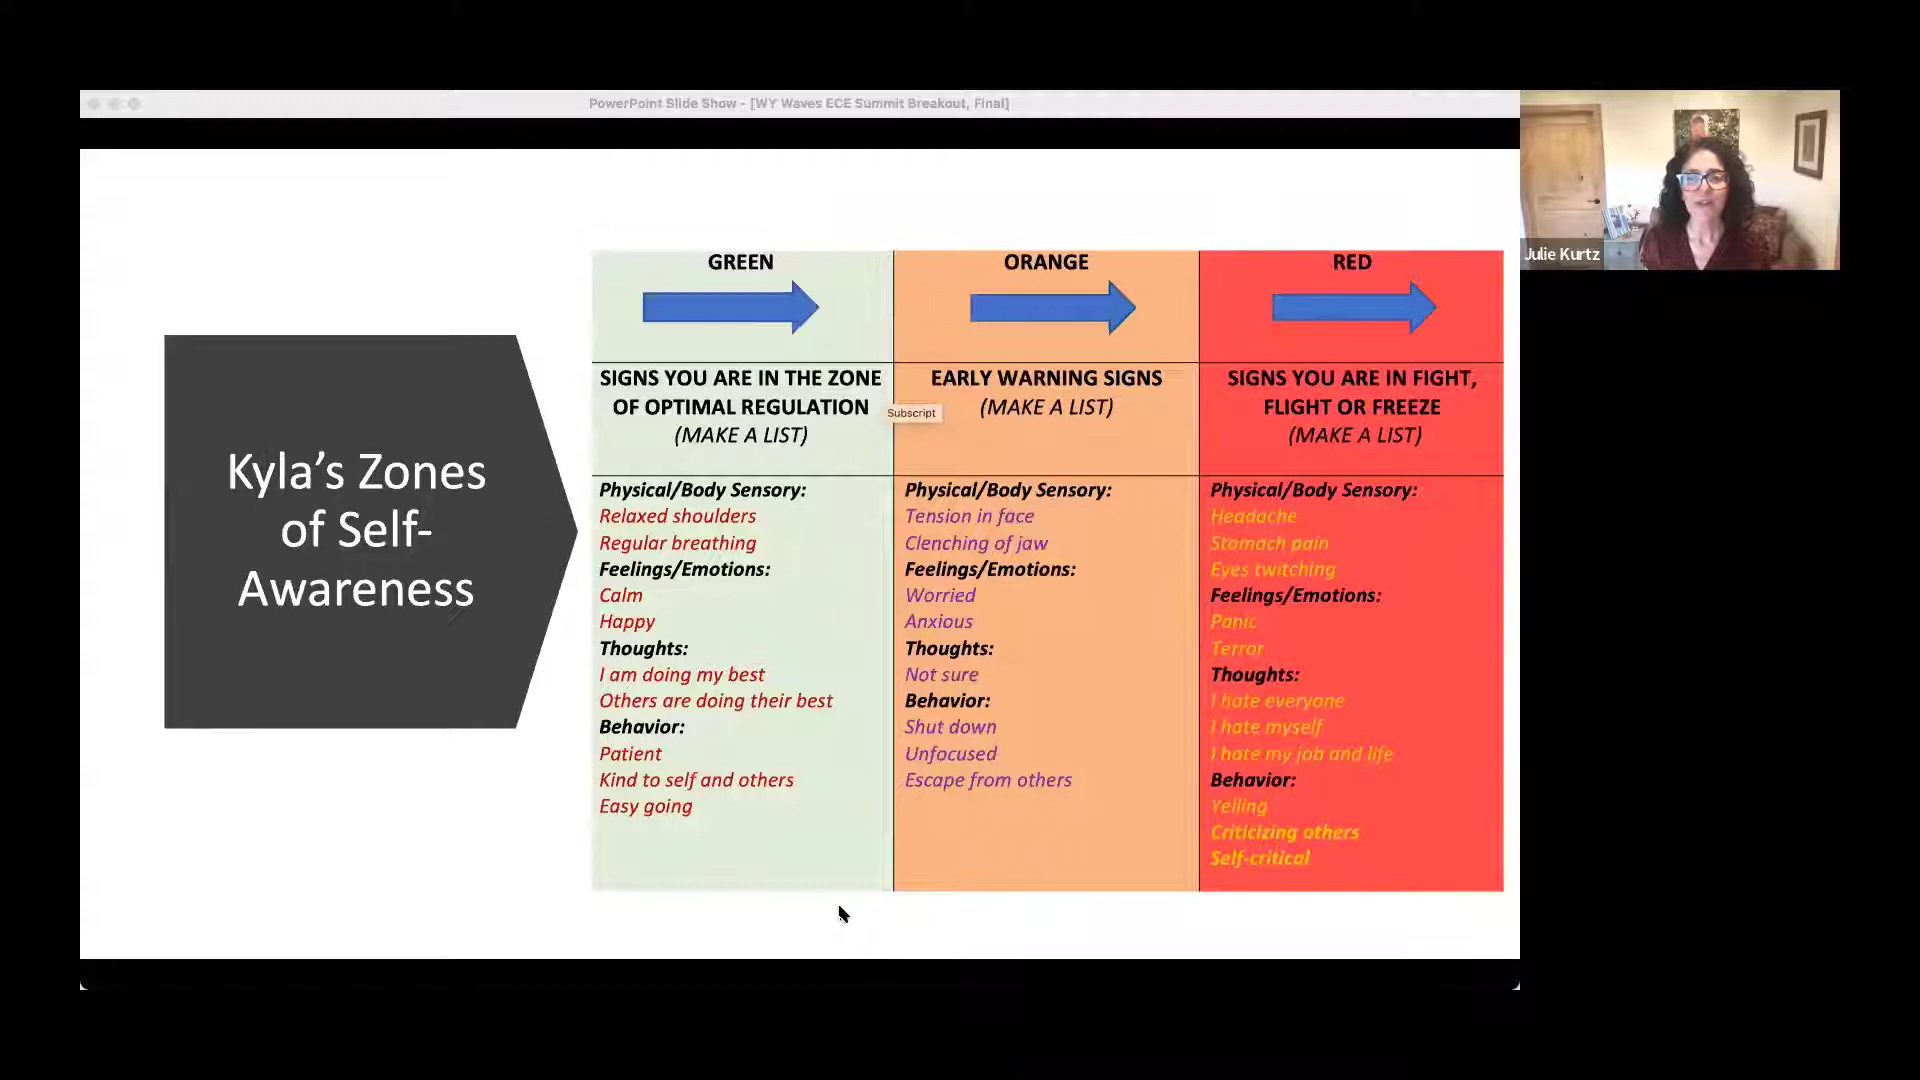 PowerPoint Slide Show - [WY Waves ECE Summit Breakout, Final]
Julie Kurtz
Kyla’s Zones
of Self-
Awareness
GREEN
SIGNS YOU ARE IN THE ZONE
OF OPTIMAL REGULATION
(MAKE A LIST)
Physical/Body Sensory:
Relaxed shoulders
Regular breathing
Feelings/Emotions:
Calm
Happy
Thoughts:
I am doing my best
Others are doing their best
Behavior:
Patient
Kind to self and others
Easy going
Subscript
ORANGE
EARLY WARNING SIGNS
(MAKE A LIST)
Physical/Body Sensory:
Tension in face
Clenching of jaw
Feelings/Emotions:
Worried
Anxious
Thoughts:
Not sure
Behavior:
Shut down
Unfocused
Escape from others
RED
SIGNS YOU ARE IN FIGHT,
FLIGHT OR FREEZE
(MAKE A LIST)
Physical/Body Sensory:
Headache
Stomach pain
Eyes twitching
Feelings/Emotions:
Panic
Terror
Thoughts:
I hate everyone
I hate myself
I hate my job and life
Behavior:
Yelling
Criticizing others
Self-critical